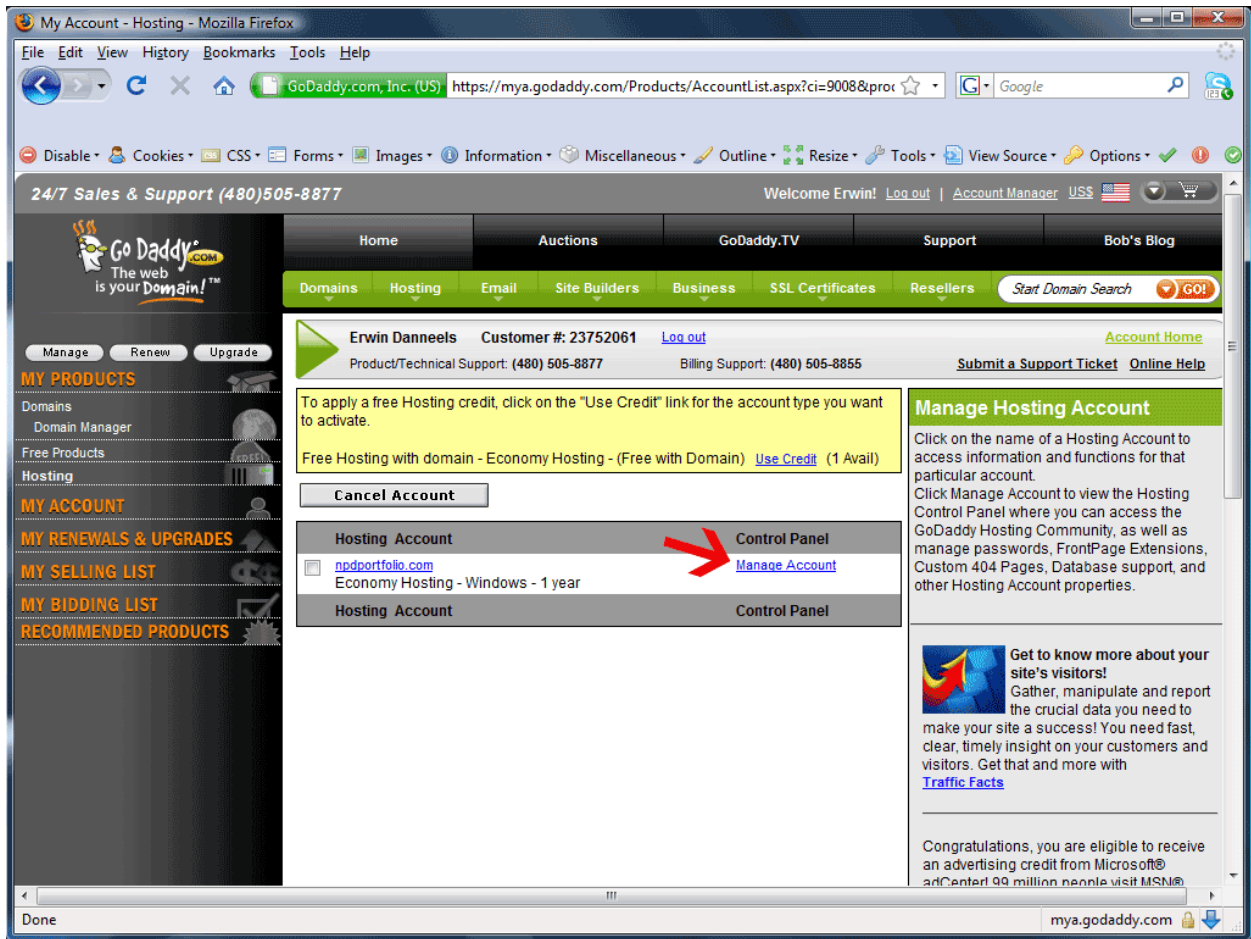 My Account - Hosting - Mozilla Firefox
File Edit View History Bookmarks Tools Help
GoDaddy.com, Inc. (US) https://mya.godaddy.com/Products/AccountList.aspx?ci=9008&proc G Google
Disable Cookies CSS Forms Images Information Miscellaneous Outline Resize Tools View Source Options
24/7 Sales & Support (480)505-8877 Welcome Erwin! Log out | Account Manager US$
Go Daddy.COM
The web
is your Domain!™
Home Auctions GoDaddy.TV Support Bob's Blog
Domains Hosting Email Site Builders Business SSL Certificates Resellers Start Domain Search GO!
Manage Renew Upgrade
MY PRODUCTS
Domains
Domain Manager
Free Products
Hosting
MY ACCOUNT
MY RENEWALS & UPGRADES
MY SELLING LIST
MY BIDDING LIST
RECOMMENDED PRODUCTS
Erwin Danneels Customer #: 23752061 Log out Account Home
Product/Technical Support: (480) 505-8877 Billing Support: (480) 505-8855 Submit a Support Ticket Online Help
To apply a free Hosting credit, click on the "Use Credit" link for the account type you want
to activate.
Free Hosting with domain - Economy Hosting - (Free with Domain) Use Credit (1 Avail)
Cancel Account
Hosting Account Control Panel
npdportfolio.com Manage Account
Economy Hosting - Windows - 1 year
Hosting Account Control Panel
Manage Hosting Account
Click on the name of a Hosting Account to
access information and functions for that
particular account.
Click Manage Account to view the Hosting
Control Panel where you can access the
GoDaddy Hosting Community, as well as
manage passwords, FrontPage Extensions,
Custom 404 Pages, Database support, and
other Hosting Account properties.
Get to know more about your
site's visitors!
Gather, manipulate and report
the crucial data you need to
make your site a success! You need fast,
clear, timely insight on your customers and
visitors. Get that and more with
Traffic Facts
Congratulations, you are eligible to receive
an advertising credit from Microsoft®
adCenter! 99 million people visit MSN®
Done mya.godaddy.com